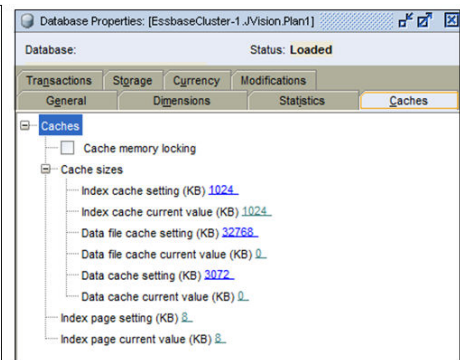 Database Properties: [EssbaseCluster-1.JVision.Plan1]
Database: Status: Loaded
Transactions Storage Currency Modifications
General Dimensions Statistics Caches
Caches
Cache memory locking
Cache sizes
Index cache setting (KB) 1024
Index cache current value (KB) 1024
Data file cache setting (KB) 32768
Data file cache current value (KB) 0
Data cache setting (KB) 3072
Data cache current value (KB) 0
Index page setting (KB) 8
Index page current value (KB) 8